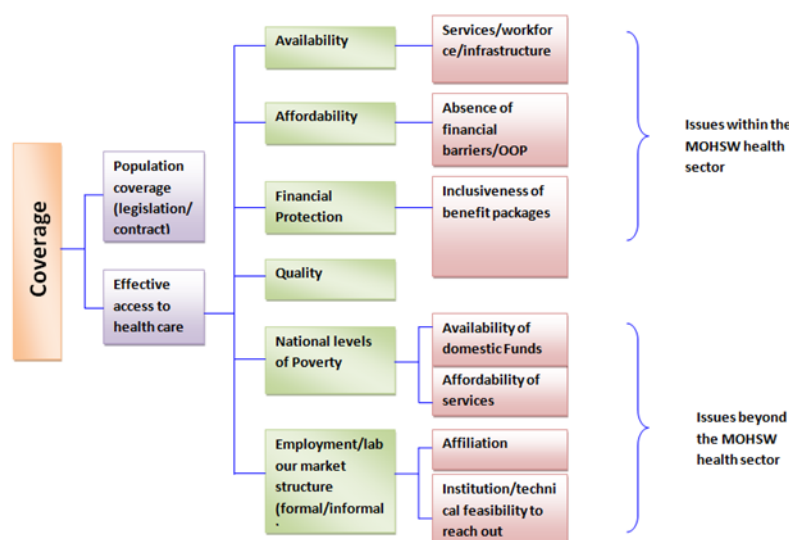 Coverage
Population
coverage
(legislation/
contract)
Effective
access to
health care
Availability
Affordability
Financial
Protection
Quality
National levels
of Poverty
Employment/lab
our market
structure
(formal/informal
Services/workfor
ce/infrastructure
Absence of
financial
barriers/OOP
Inclusiveness of
benefit packages
Availability of
domestic Funds
Affordability of
services
Affiliation
Institution/techni
cal feasibility to
reach out
Issues within the
MOHSW health
sector
Issues beyond
the MOHSW
health sector